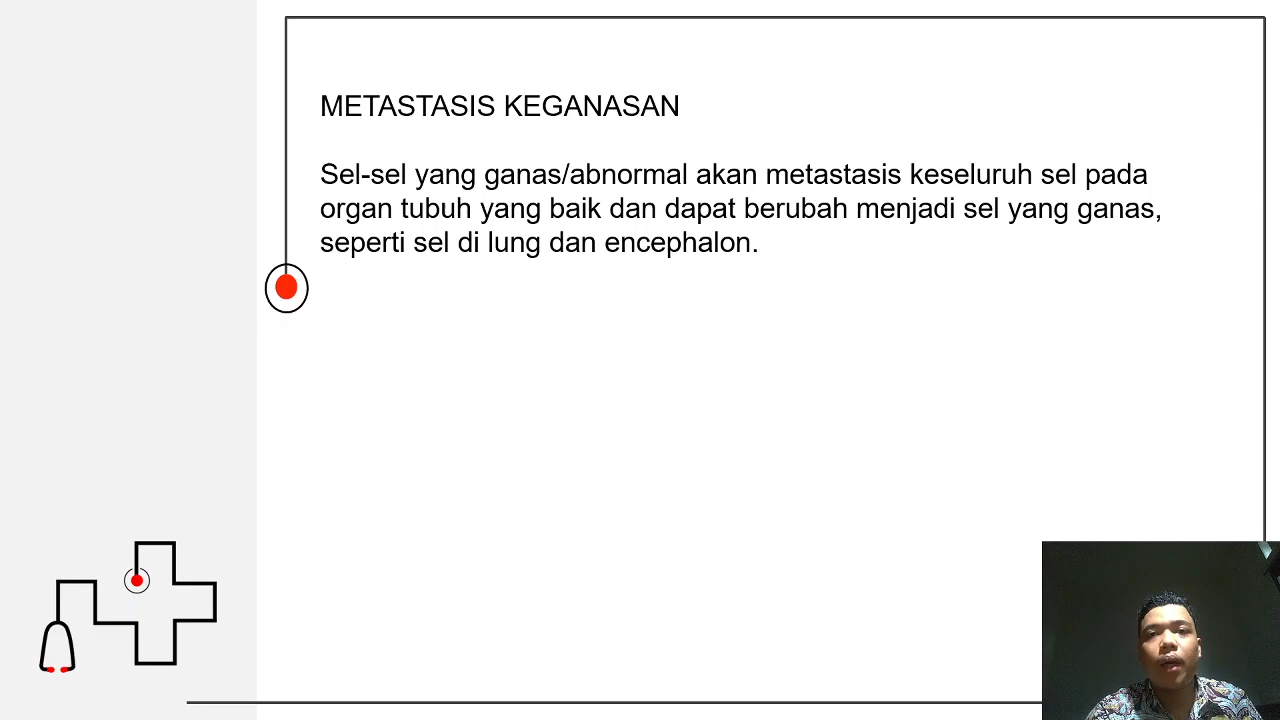 METASTASIS KEGANASAN
Sel-sel yang ganas/abnormal akan metastasis keseluruh sel pada
organ tubuh yang baik dan dapat berubah menjadi sel yang ganas,
seperti sel di lung dan encephalon.